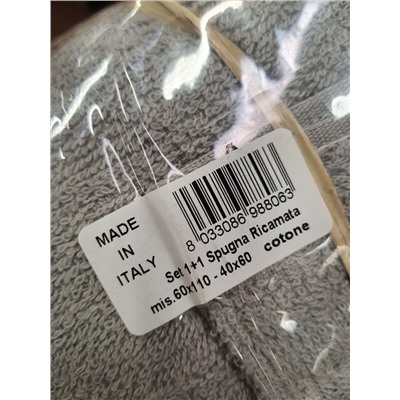 MADE
IN
ITALY
8 033086 988063
Set 1+1 Spugna Ricamata
mis.60x110 - 40x60 cotone